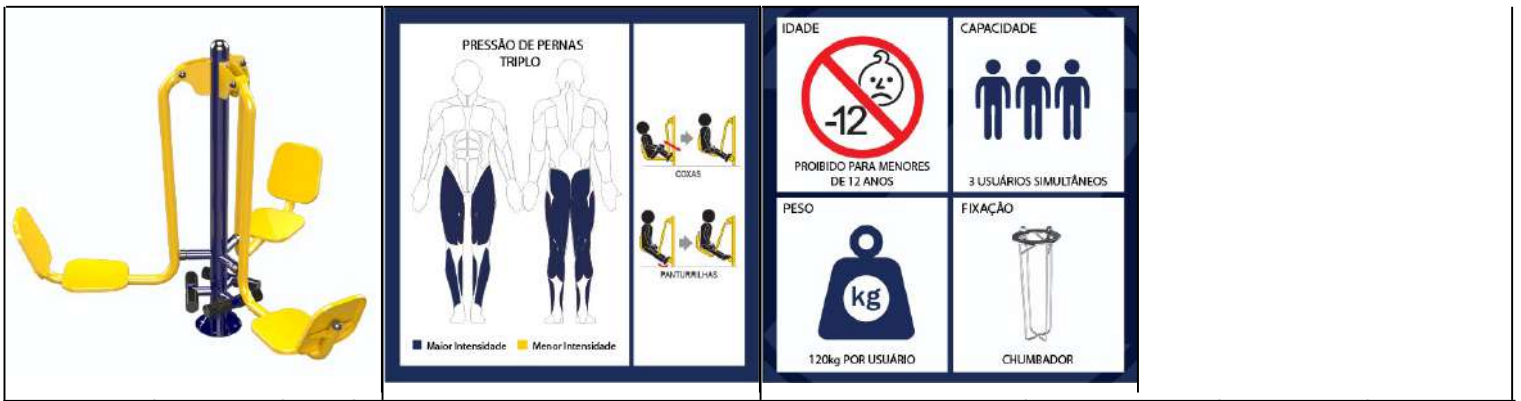 PRESSÃO DE PERNAS
TRIPLO
COXAS
PANTURRILHAS
Maior Intensidade
Menor Intensidade
IDADE
-12
PROIBIDO PARA MENORES
DE 12 ANOS
CAPACIDADE
3 USUÁRIOS SIMULTÂNEOS
PESO
kg
120kg POR USUÁRIO
FIXAÇÃO
CHUMBADOR